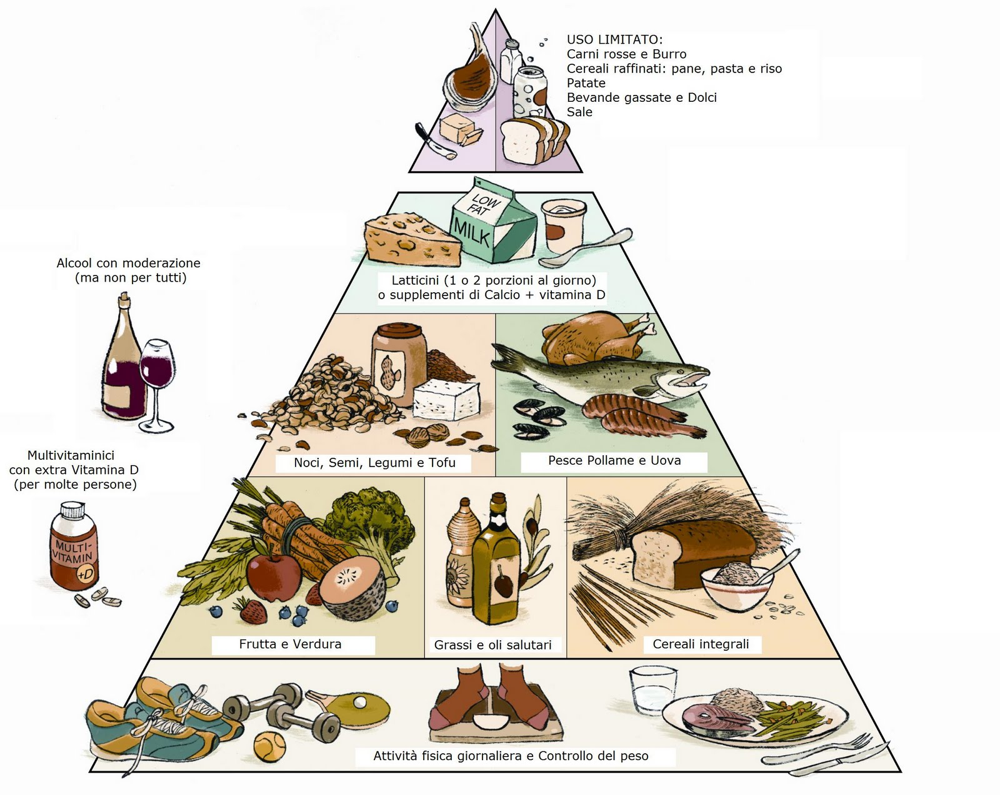 USO LIMITATO:
Carni rosse e Burro
Cereali raffinati: pane, pasta e riso
Patate
Bevande gassate e Dolci
Sale
LOW
FAT
MILK
Latticini (1 o 2 porzioni al giorno)
o supplementi di Calcio + vitamina D
Alcool con moderazione
(ma non per tutti)
Noci, Semi, Legumi e Tofu
Pesce Pollame e Uova
Multivitaminici
con extra Vitamina D
(per molte persone)
MULTI-
VITAMIN
+D
Frutta e Verdura
Grassi e oli salutari
Cereali integrali
Attività fisica giornaliera e Controllo del peso